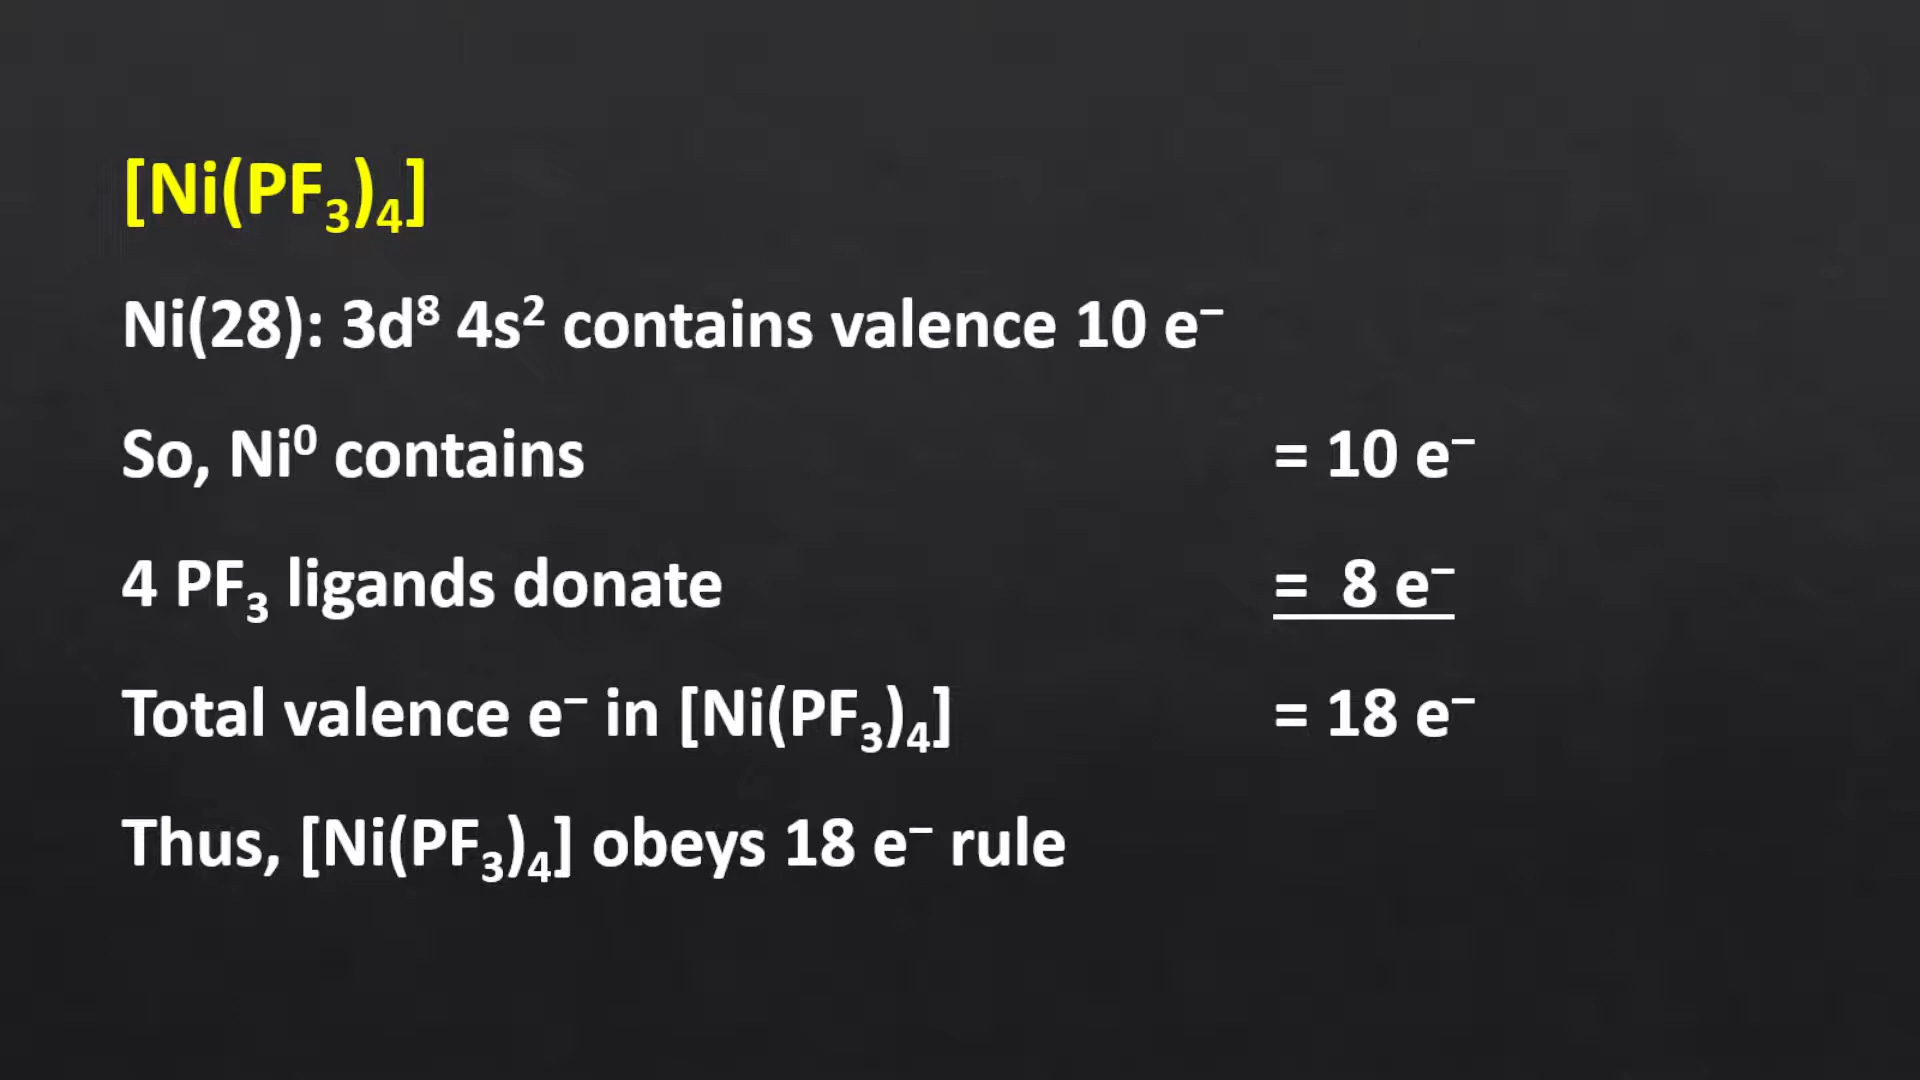 [Ni(PF₃)₄]
Ni(28): 3d⁸ 4s² contains valence 10 e⁻
So, Ni⁰ contains = 10 e⁻
4 PF₃ ligands donate = 8 e⁻
Total valence e⁻ in [Ni(PF₃)₄] = 18 e⁻
Thus, [Ni(PF₃)₄] obeys 18 e⁻ rule